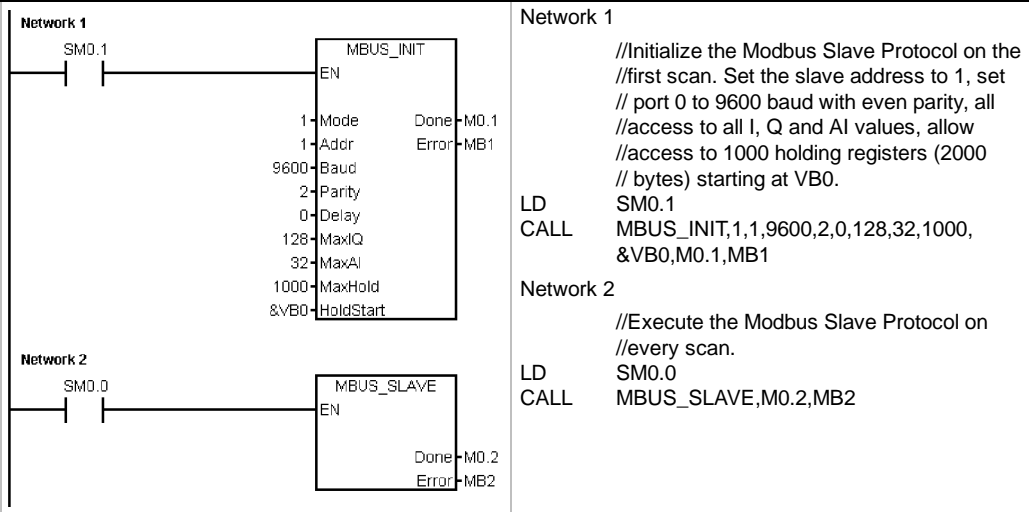 Network 1
SM0.1
MBUS_INIT
EN
1 Mode Done M0.1
1 Addr Error MB1
9600 Baud
2 Parity
0 Delay
128 MaxIQ
32 MaxAI
1000 MaxHold
&VB0 HoldStart
Network 2
SM0.0
MBUS_SLAVE
EN
Done M0.2
Error MB2
Network 1
//Initialize the Modbus Slave Protocol on the
//first scan. Set the slave address to 1, set
// port 0 to 9600 baud with even parity, all
//access to all I, Q and AI values, allow
//access to 1000 holding registers (2000
// bytes) starting at VB0.
LD SM0.1
CALL MBUS_INIT,1,1,9600,2,0,128,32,1000,
&VB0,M0.1,MB1
Network 2
//Execute the Modbus Slave Protocol on
//every scan.
LD SM0.0
CALL MBUS_SLAVE,M0.2,MB2